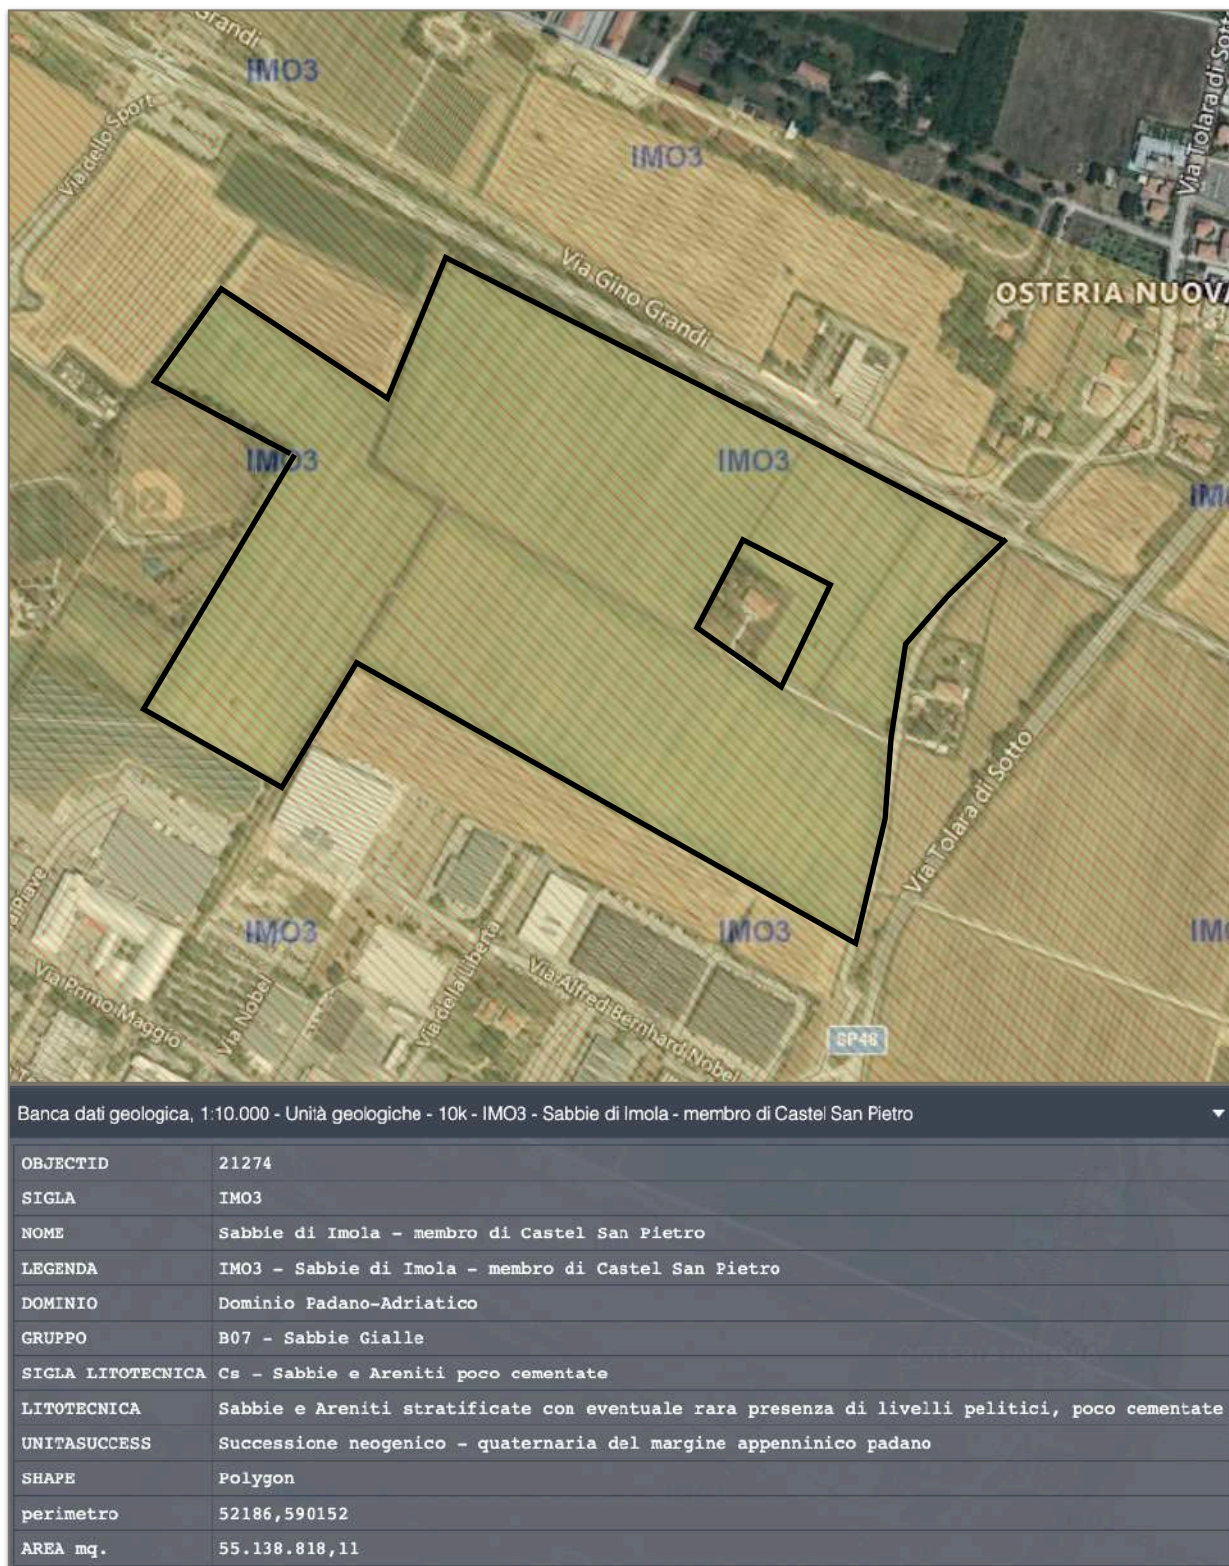 Grandi
IMO3
Via dello Sport
IMO3
Via Tolara di Sott
Via Gino Grandi
OSTERIA NUOVA
IMO3
IMO3
Via Tolara di Sotto
IMO3
IMO3
Via Primo Maggio
Via Nobel
Via della Libertà
Via Alfred Bernhard Nobel
SP48
Banca dati geologica, 1:10.000 - Unità geologiche - 10k - IMO3 - Sabbie di Imola - membro di Castel San Pietro
OBJECTID 21274
SIGLA IMO3
NOME Sabbie di Imola - membro di Castel San Pietro
LEGENDA IMO3 - Sabbie di Imola - membro di Castel San Pietro
DOMINIO Dominio Padano-Adriatico
GRUPPO B07 - Sabbie Gialle
SIGLA LITOTECNICA Cs - Sabbie e Areniti poco cementate
LITOTECNICA Sabbie e Areniti stratificate con eventuale rara presenza di livelli pelitici, poco cementate
UNITASUCCESS Successione neogenico - quaternaria del margine appenninico padano
SHAPE Polygon
perimetro 52186,590152
AREA mq. 55.138.818,11